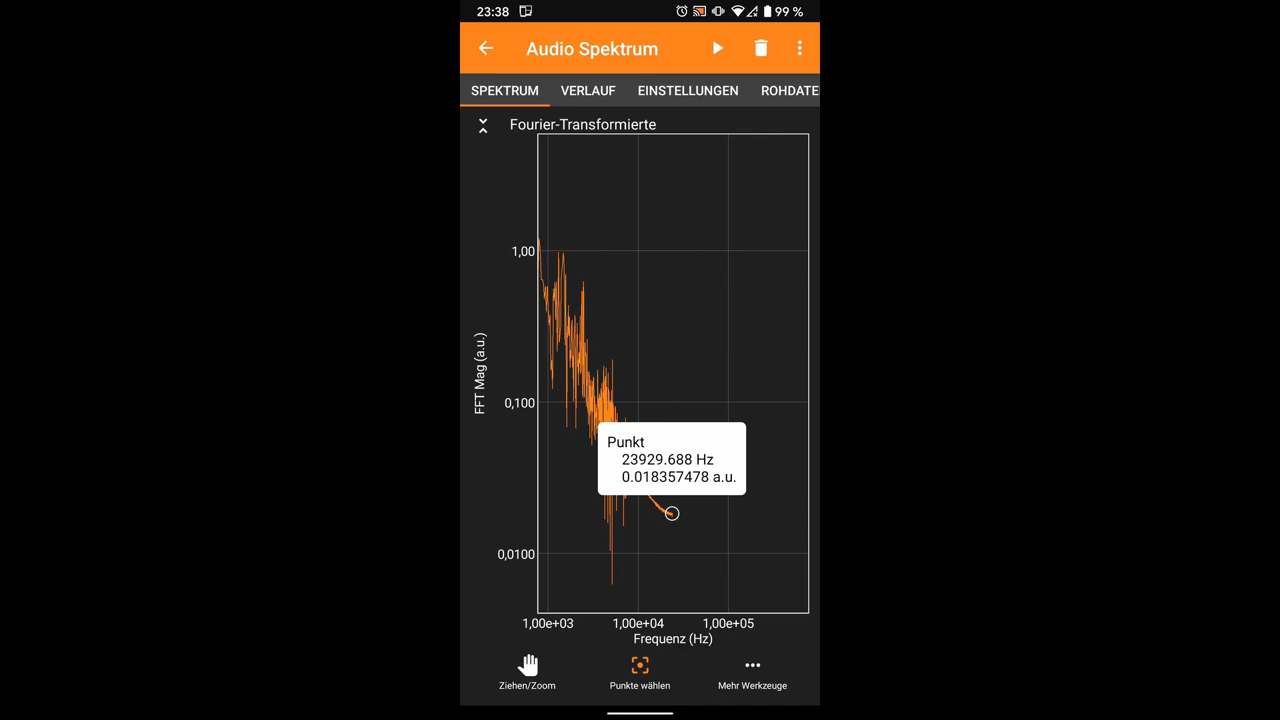 23:38
99 %
Audio Spektrum
SPEKTRUM VERLAUF EINSTELLUNGEN ROHDATE
Fourier-Transformierte
1,00
0,100
0,0100
FFT Mag (a.u.)
Punkt
23929.688 Hz
0.018357478 a.u.
1,00e+03 1,00e+04 1,00e+05
Frequenz (Hz)
Ziehen/Zoom Punkte wählen Mehr Werkzeuge